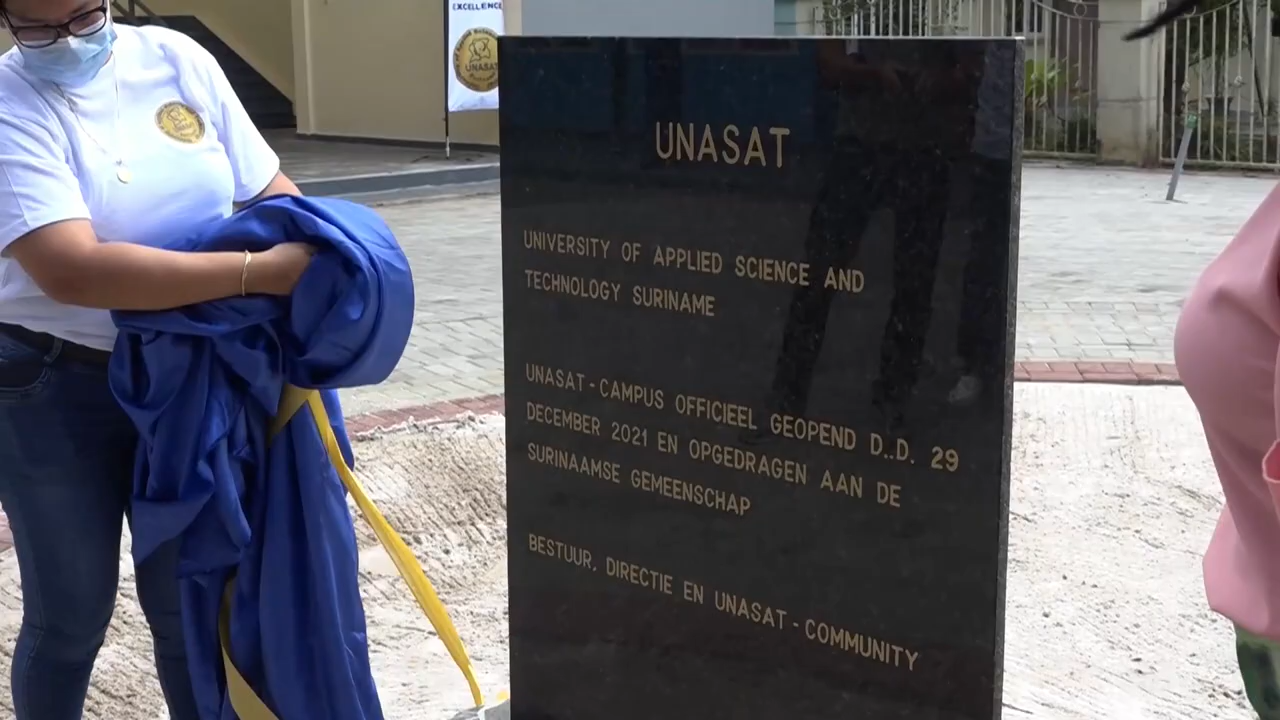 EXCELLENCE
UNASAT
UNASAT
UNIVERSITY OF APPLIED SCIENCE AND
TECHNOLOGY SURINAME
UNASAT-CAMPUS OFFICIEEL GEOPEND D..D. 29
DECEMBER 2021 EN OPGEDRAGEN AAN DE
SURINAAMSE GEMEENSCHAP
BESTUUR, DIRECTIE EN UNASAT-COMMUNITY